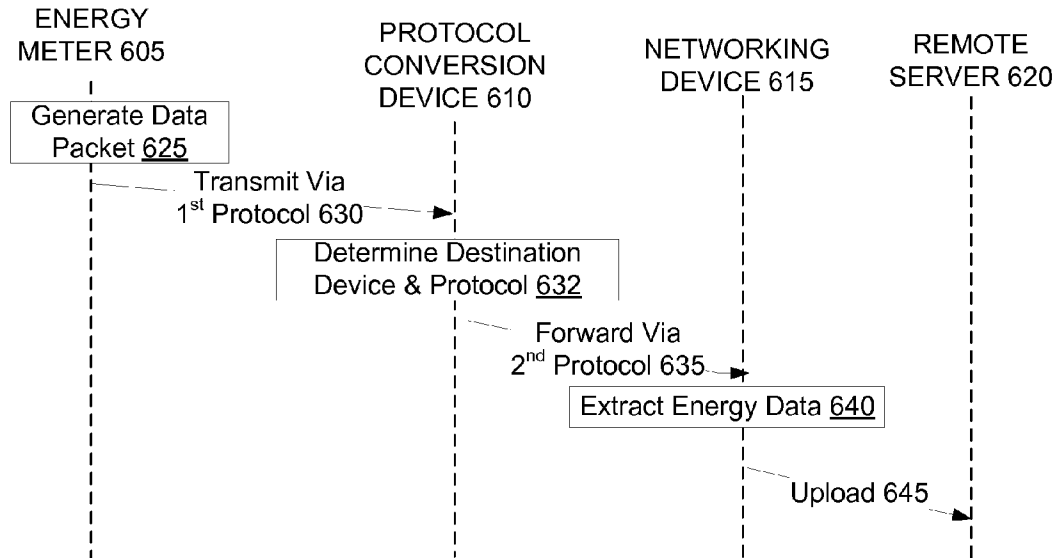 ENERGY
METER 605
PROTOCOL
CONVERSION
DEVICE 610
NETWORKING
DEVICE 615
REMOTE
SERVER 620
Generate Data
Packet 625
Transmit Via
1st Protocol 630
Determine Destination
Device & Protocol 632
Forward Via
2nd Protocol 635
Extract Energy Data 640
Upload 645